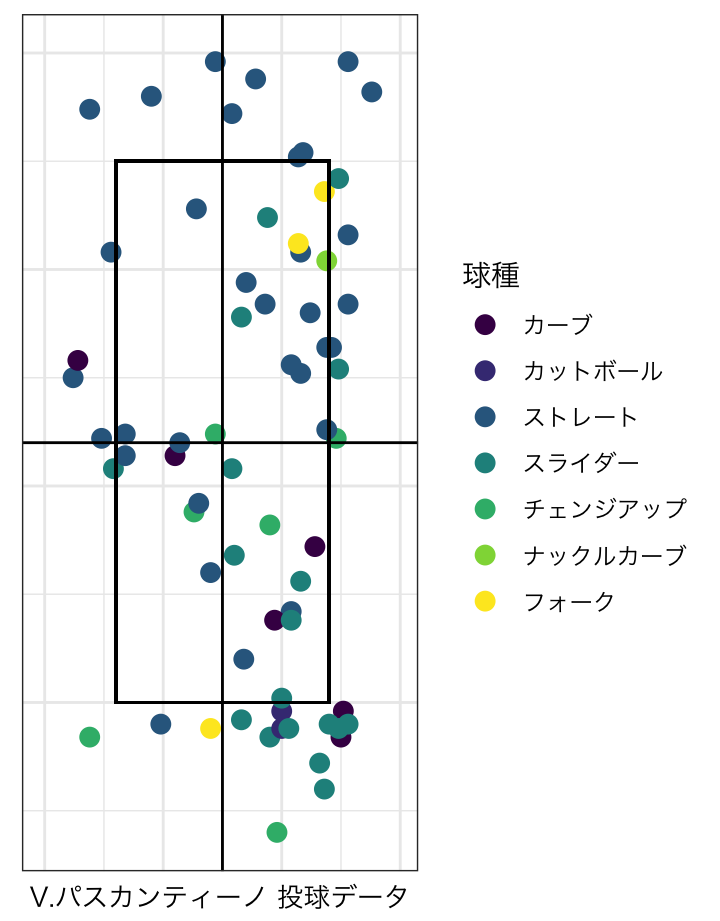 球種
カーブ
カットボール
ストレート
スライダー
チェンジアップ
ナックルカーブ
フォーク
V.パスカンティーノ 投球データ